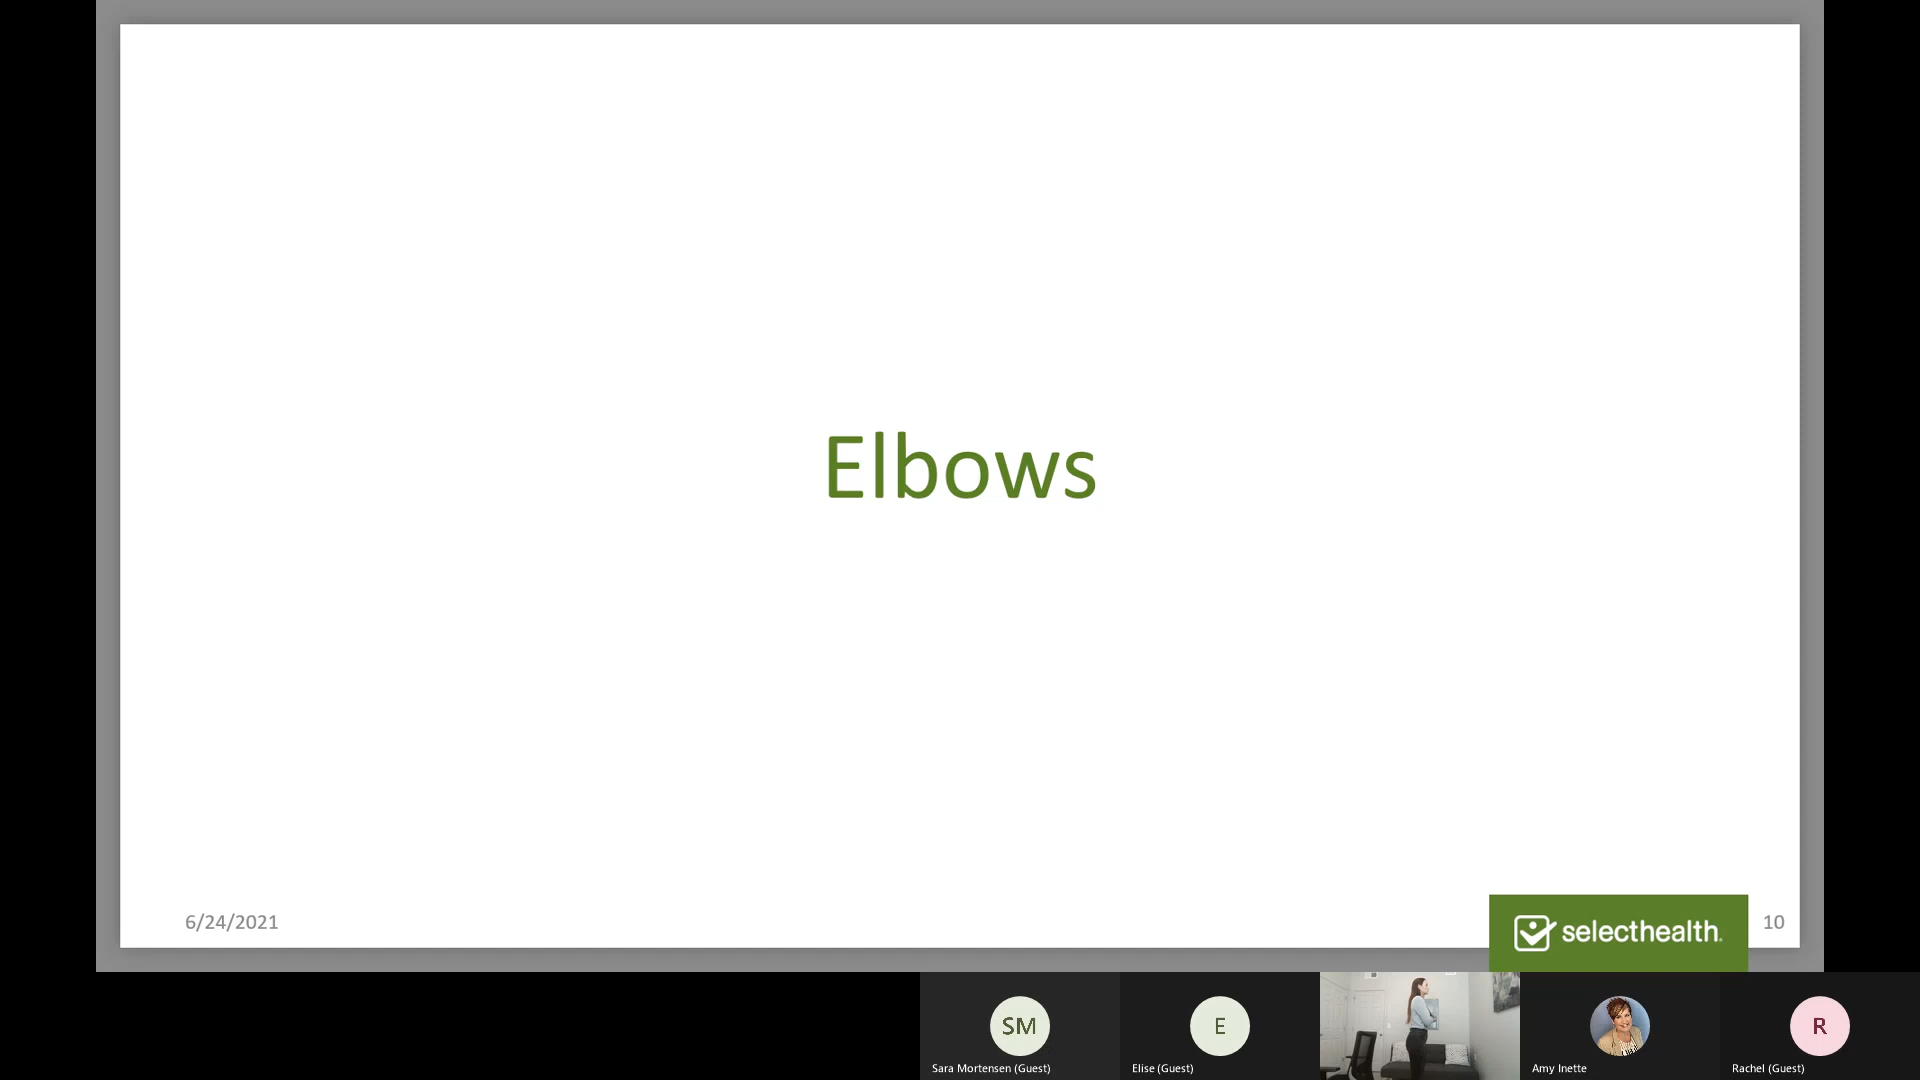 Elbows
6/24/2021
selecthealth.
10
SM
E
R
Sara Mortensen (Guest)
Elise (Guest)
Amy Inette
Rachel (Guest)